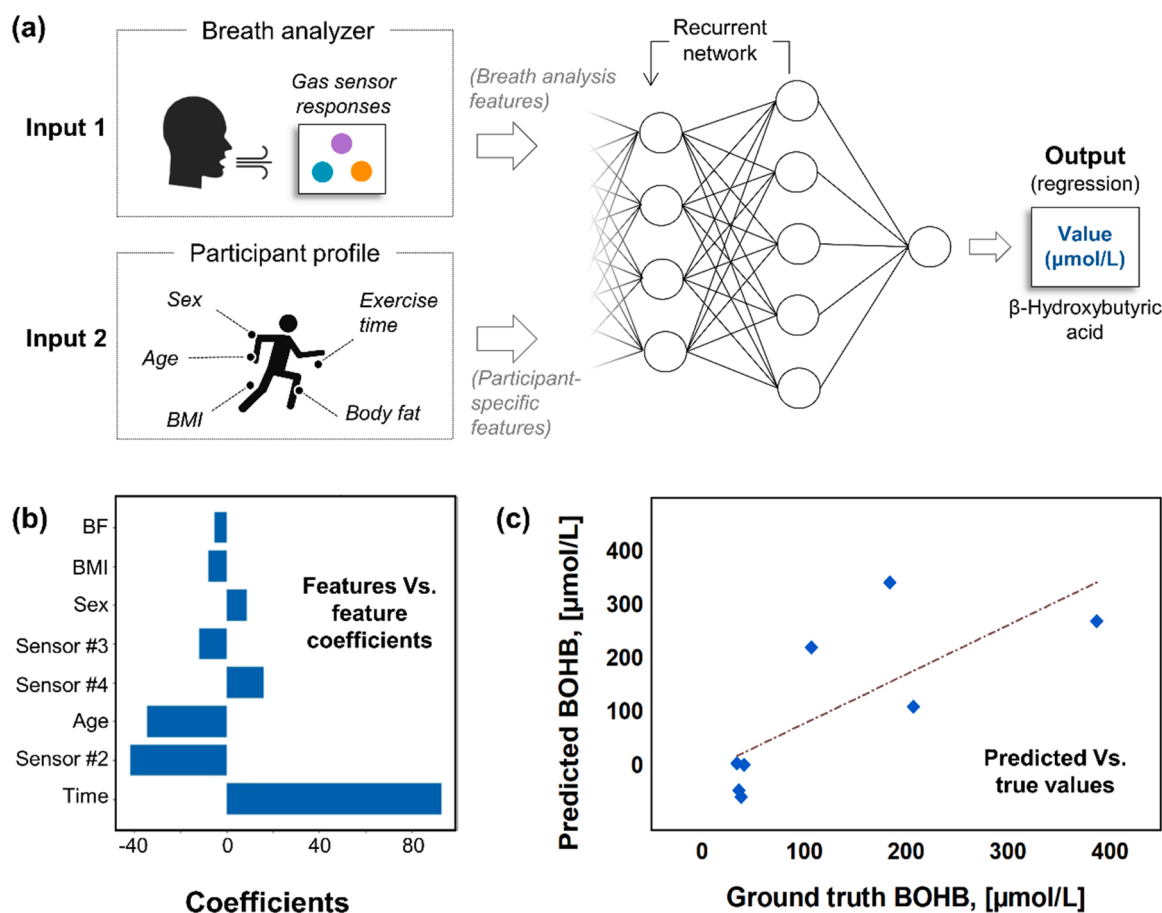 (a)
Breath analyzer
Input 1
Gas sensor
responses
(Breath analysis
features)
Recurrent
network
Output
(regression)
Value
(µmol/L)
β-Hydroxybutyric
acid
Participant profile
Input 2
Sex
Exercise
time
Age
BMI
Body fat
(Participant-
specific
features)
(b)
BF
BMI
Sex
Sensor #3
Sensor #4
Age
Sensor #2
Time
Features Vs.
feature
coefficients
-40
0
40
80
Coefficients
(c)
Predicted BOHB, [µmol/L]
400
300
200
100
0
Predicted Vs.
true values
0
100
200
300
400
Ground truth BOHB, [µmol/L]